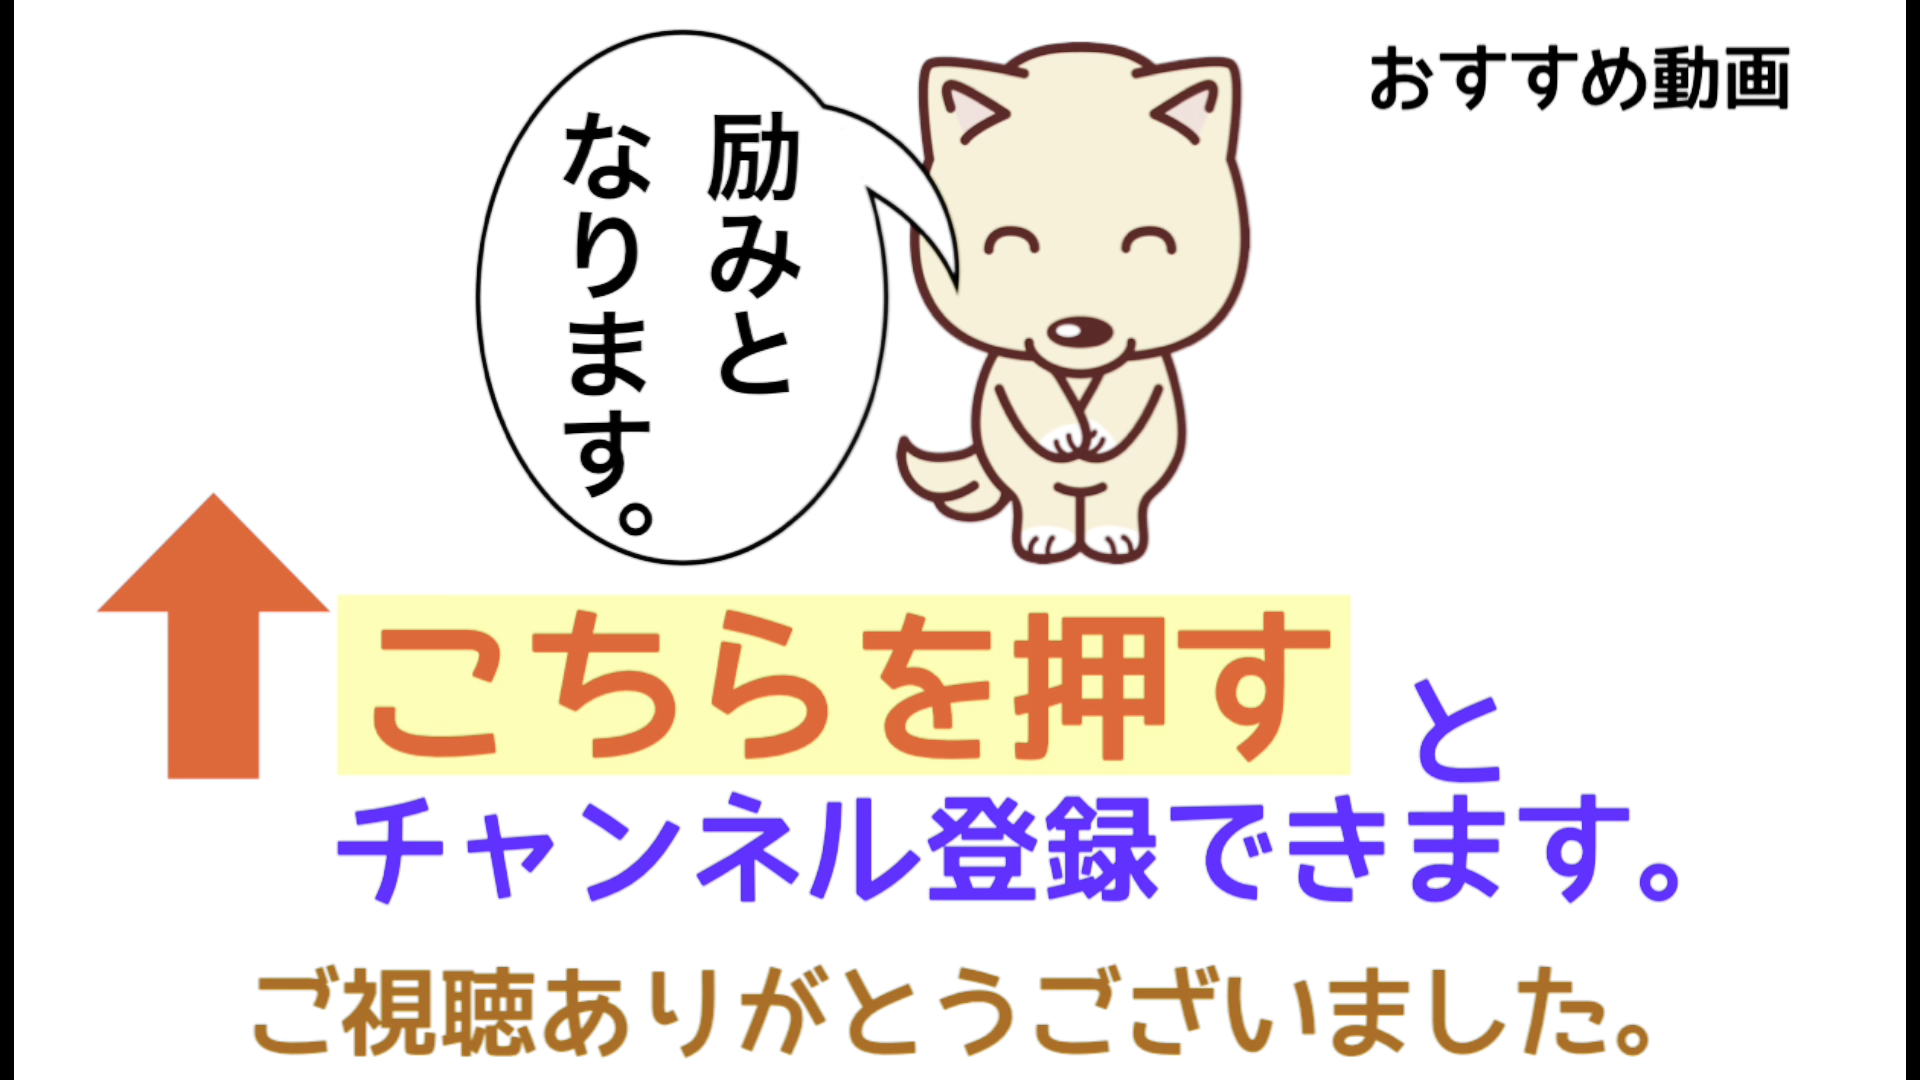 おすすめ動画
励みと
なります。
こちらを押す と
チャンネル登録できます。
ご視聴ありがとうございました。